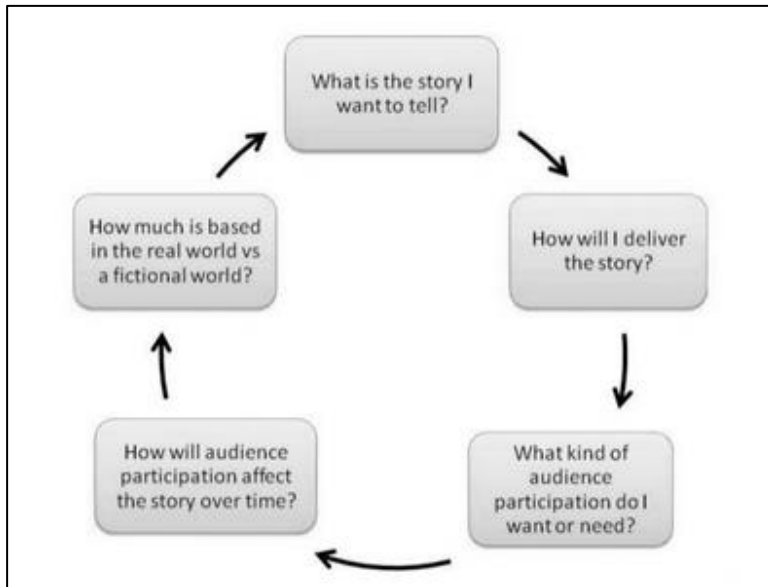 What is the story I
want to tell?
How will I deliver
the story?
What kind of
audience
participation do I
want or need?
How will audience
participation affect
the story over time?
How much is based
in the real world vs
a fictional world?